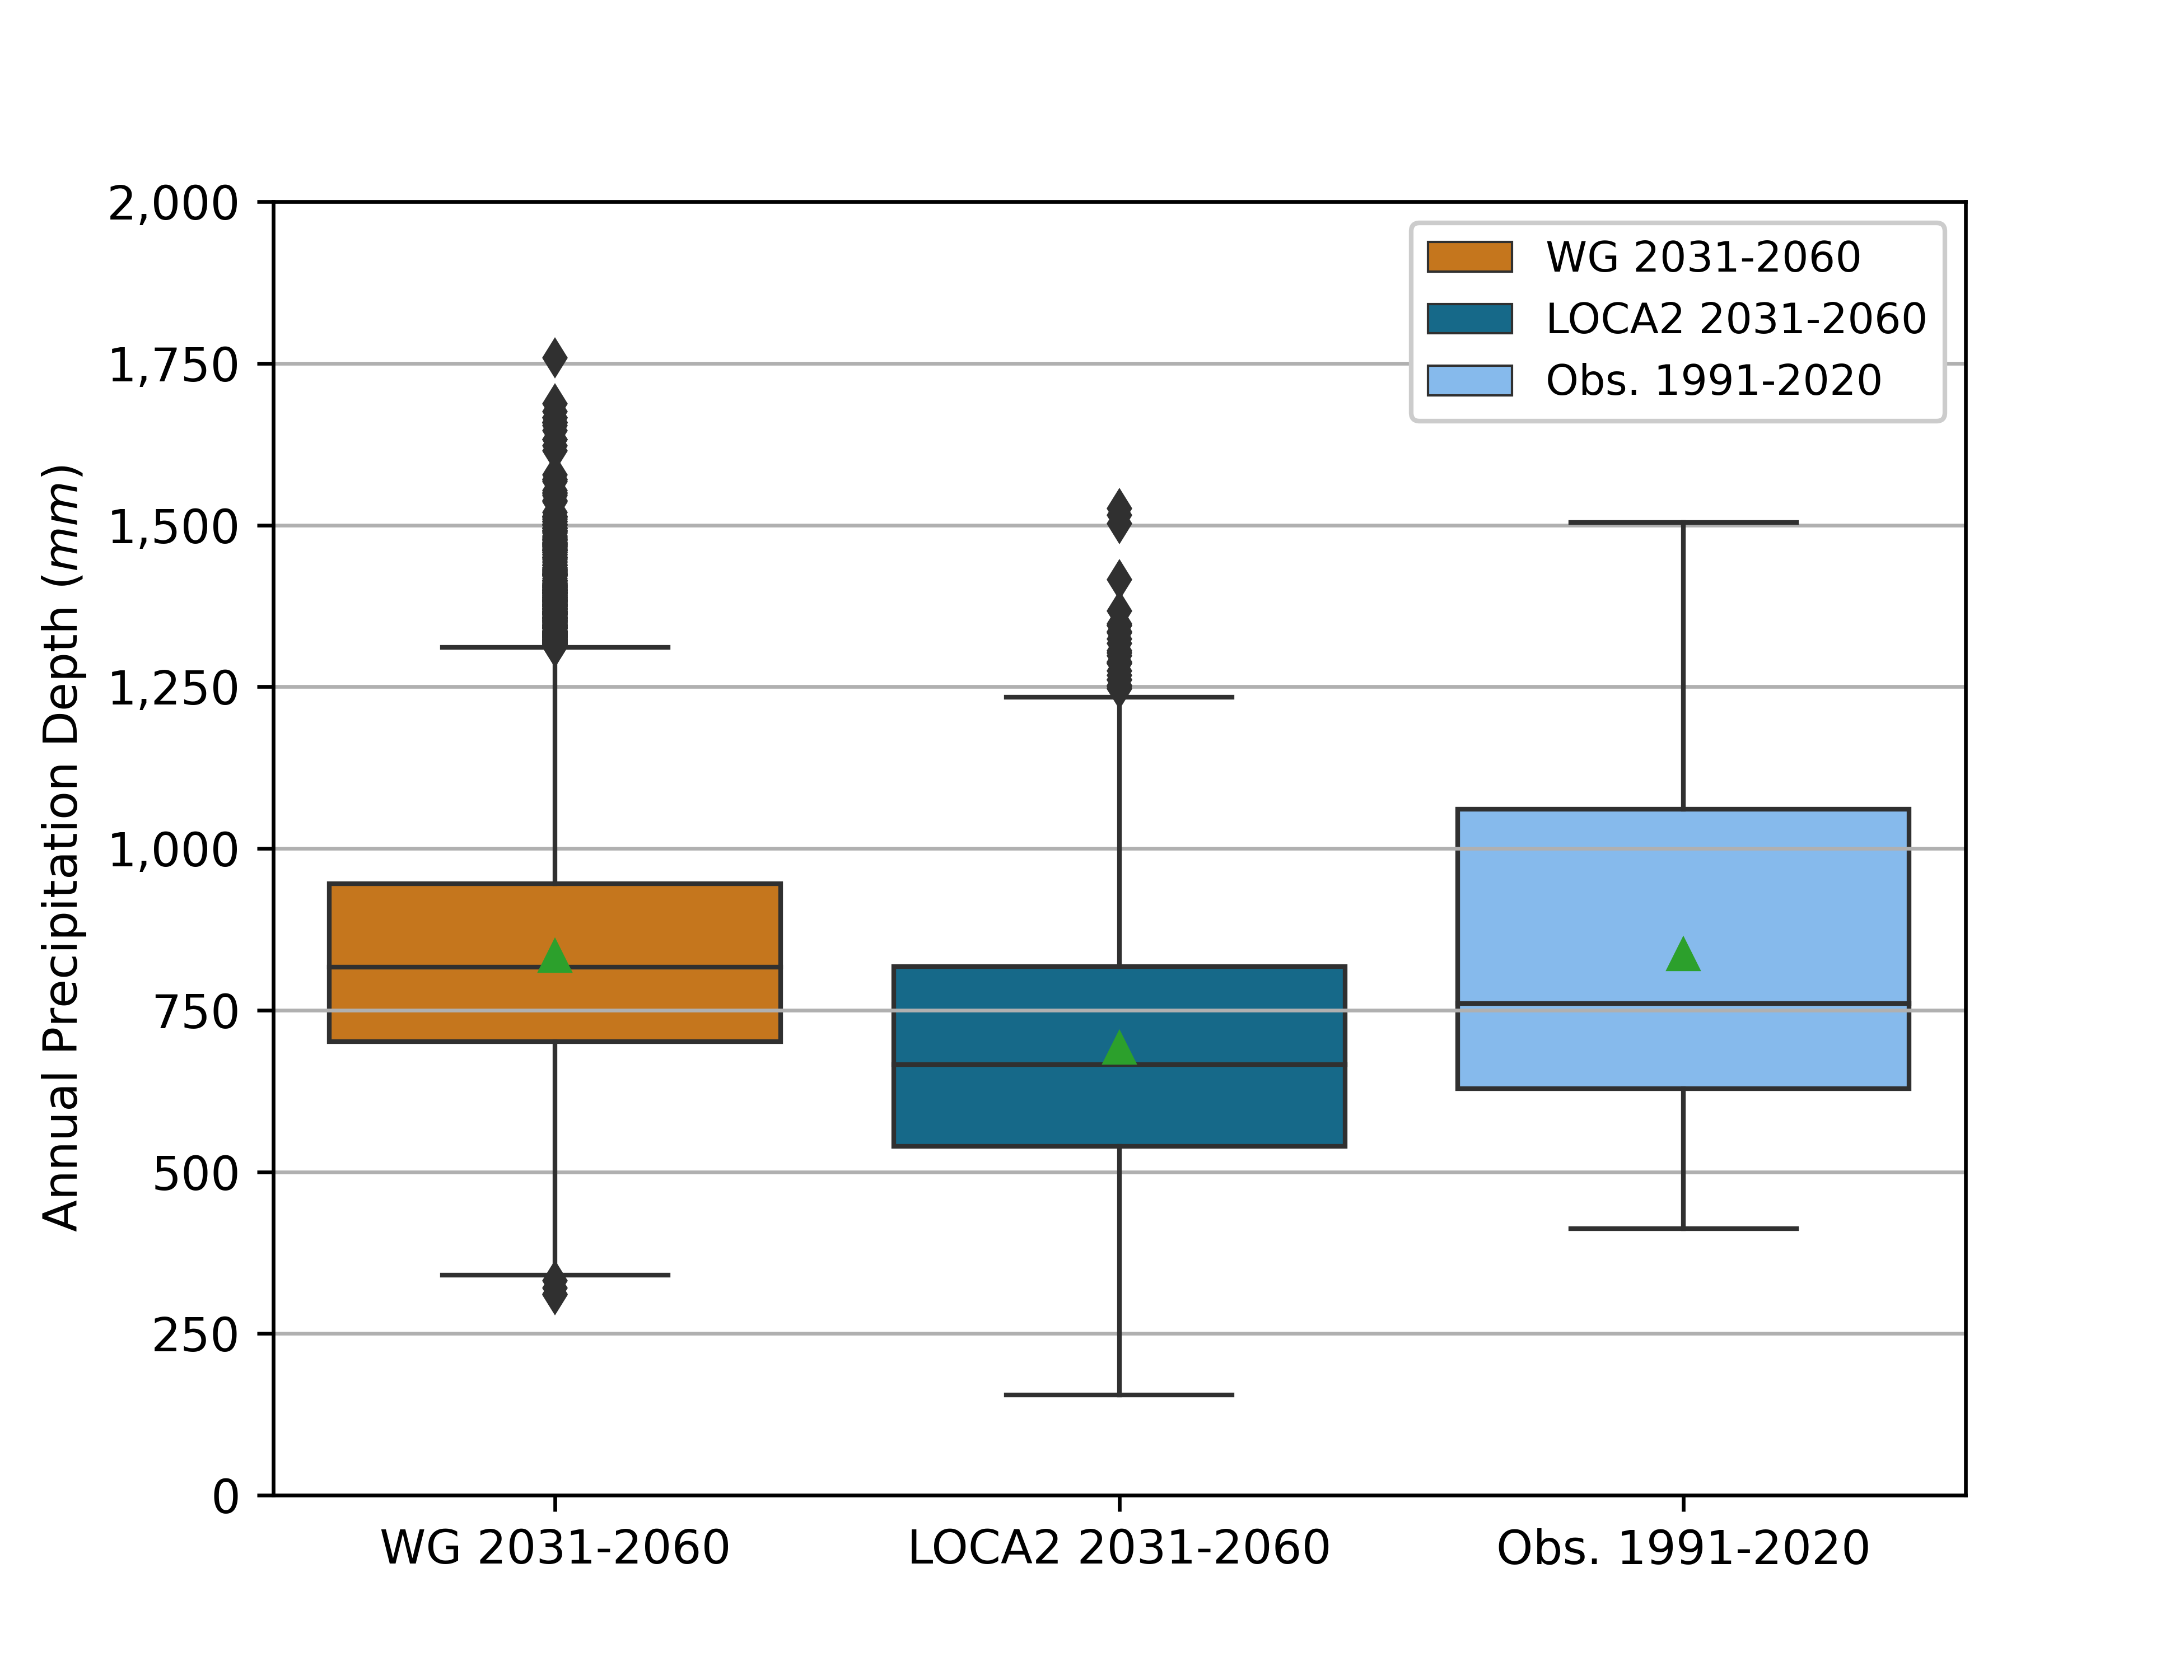 2,000
1,750
1,500
1,250
1,000
750
500
250
0
Annual Precipitation Depth (mm)
WG 2031-2060
LOCA2 2031-2060
Obs. 1991-2020
WG 2031-2060
LOCA2 2031-2060
Obs. 1991-2020